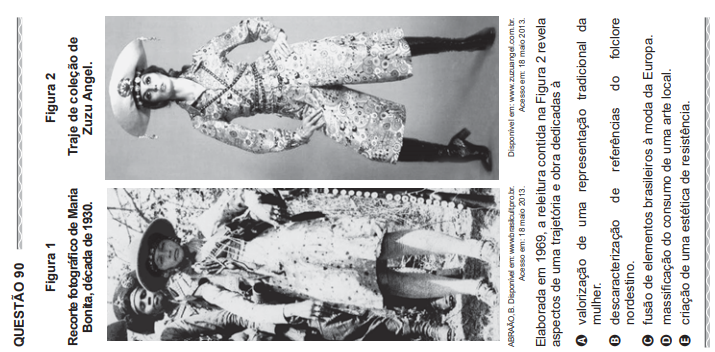 QUESTÃO 90
Figura 1
Recorte fotográfico de Maria
Bonita, década de 1930.
ABRAÃO, B. Disponível em: www.brasilcult.pro.br.
Acesso em: 18 maio 2013.
Figura 2
Traje de coleção de
Zuzu Angel.
Disponível em: www.zuzuangel.com.br.
Acesso em: 18 maio 2013.
Elaborada em 1969, a releitura contida na Figura 2 revela
aspectos de uma trajetória e obra dedicadas à
A valorização de uma representação tradicional da
mulher.
B descaracterização de referências do folclore
nordestino.
C fusão de elementos brasileiros à moda da Europa.
D massificação do consumo de uma arte local.
E criação de uma estética de resistência.